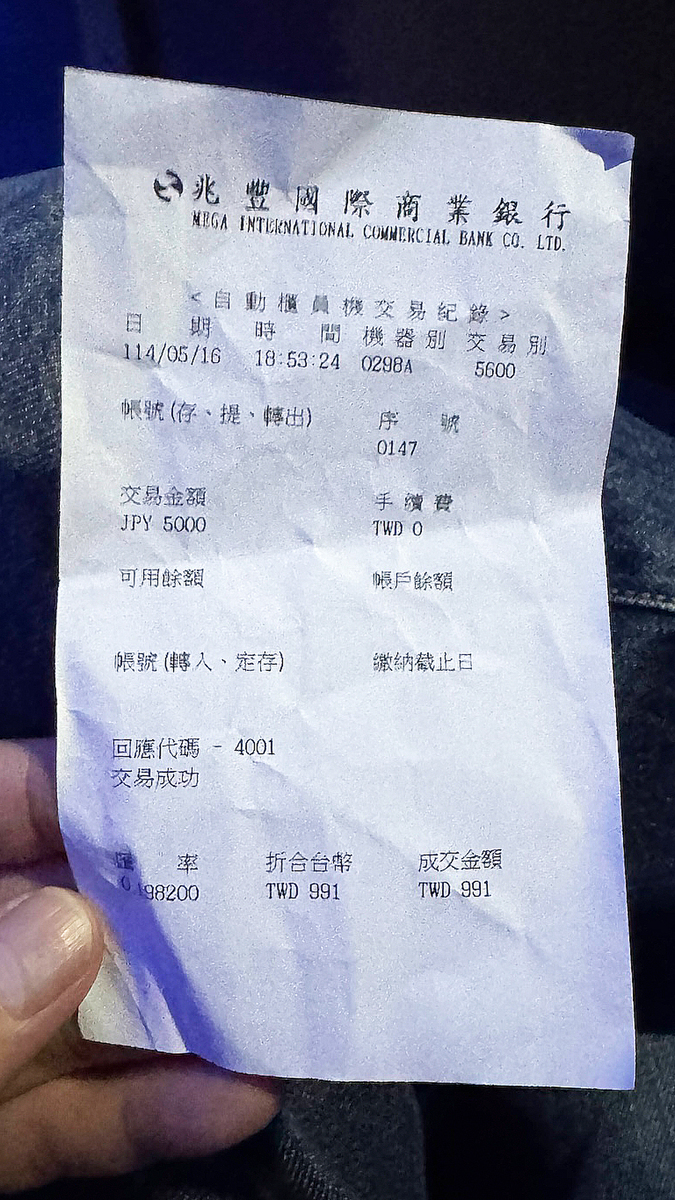 兆豐國際商業銀行
MEGA INTERNATIONAL COMMERCIAL BANK CO. LTD.
<自動櫃員機交易紀錄>
日期 時間 機器別 交易別
114/05/16 18:53:24 0298A 5600
帳號(存、提、轉出) 序號
0147
交易金額 手續費
JPY 5000 TWD 0
可用餘額 帳戶餘額
帳號(轉入、定存) 繳納截止日
回應代碼 - 4001
交易成功
匯率 折合台幣 成交金額
0.198200 TWD 991 TWD 991